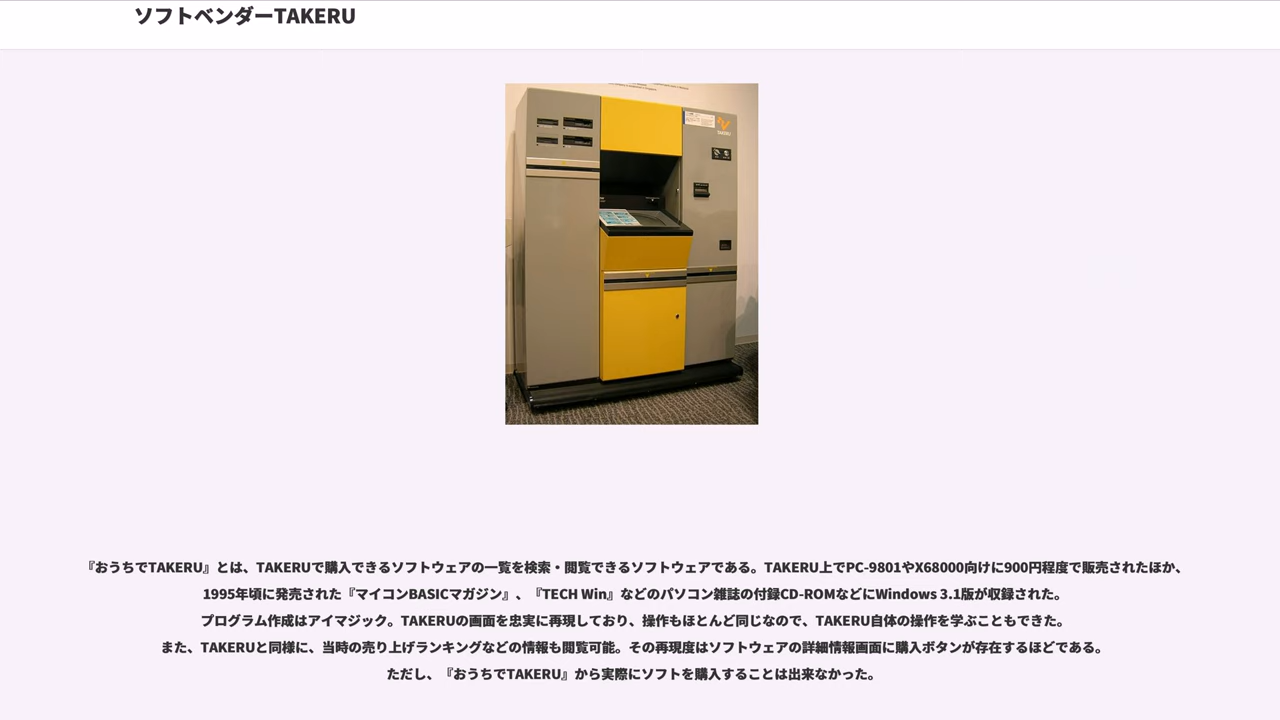 ソフトベンダーTAKERU
TAKERU
『おうちでTAKERU』とは、TAKERUで購入できるソフトウェアの一覧を検索・閲覧できるソフトウェアである。TAKERU上でPC-9801やX68000向けに900円程度で販売されたほか、
1995年頃に発売された『マイコンBASICマガジン』、『TECH Win』などのパソコン雑誌の付録CD-ROMなどにWindows 3.1版が収録された。
プログラム作成はアイマジック。TAKERUの画面を忠実に再現しており、操作もほとんど同じなので、TAKERU自体の操作を学ぶこともできた。
また、TAKERUと同様に、当時の売り上げランキングなどの情報も閲覧可能。その再現度はソフトウェアの詳細情報画面に購入ボタンが存在するほどである。
ただし、『おうちでTAKERU』から実際にソフトを購入することは出来なかった。